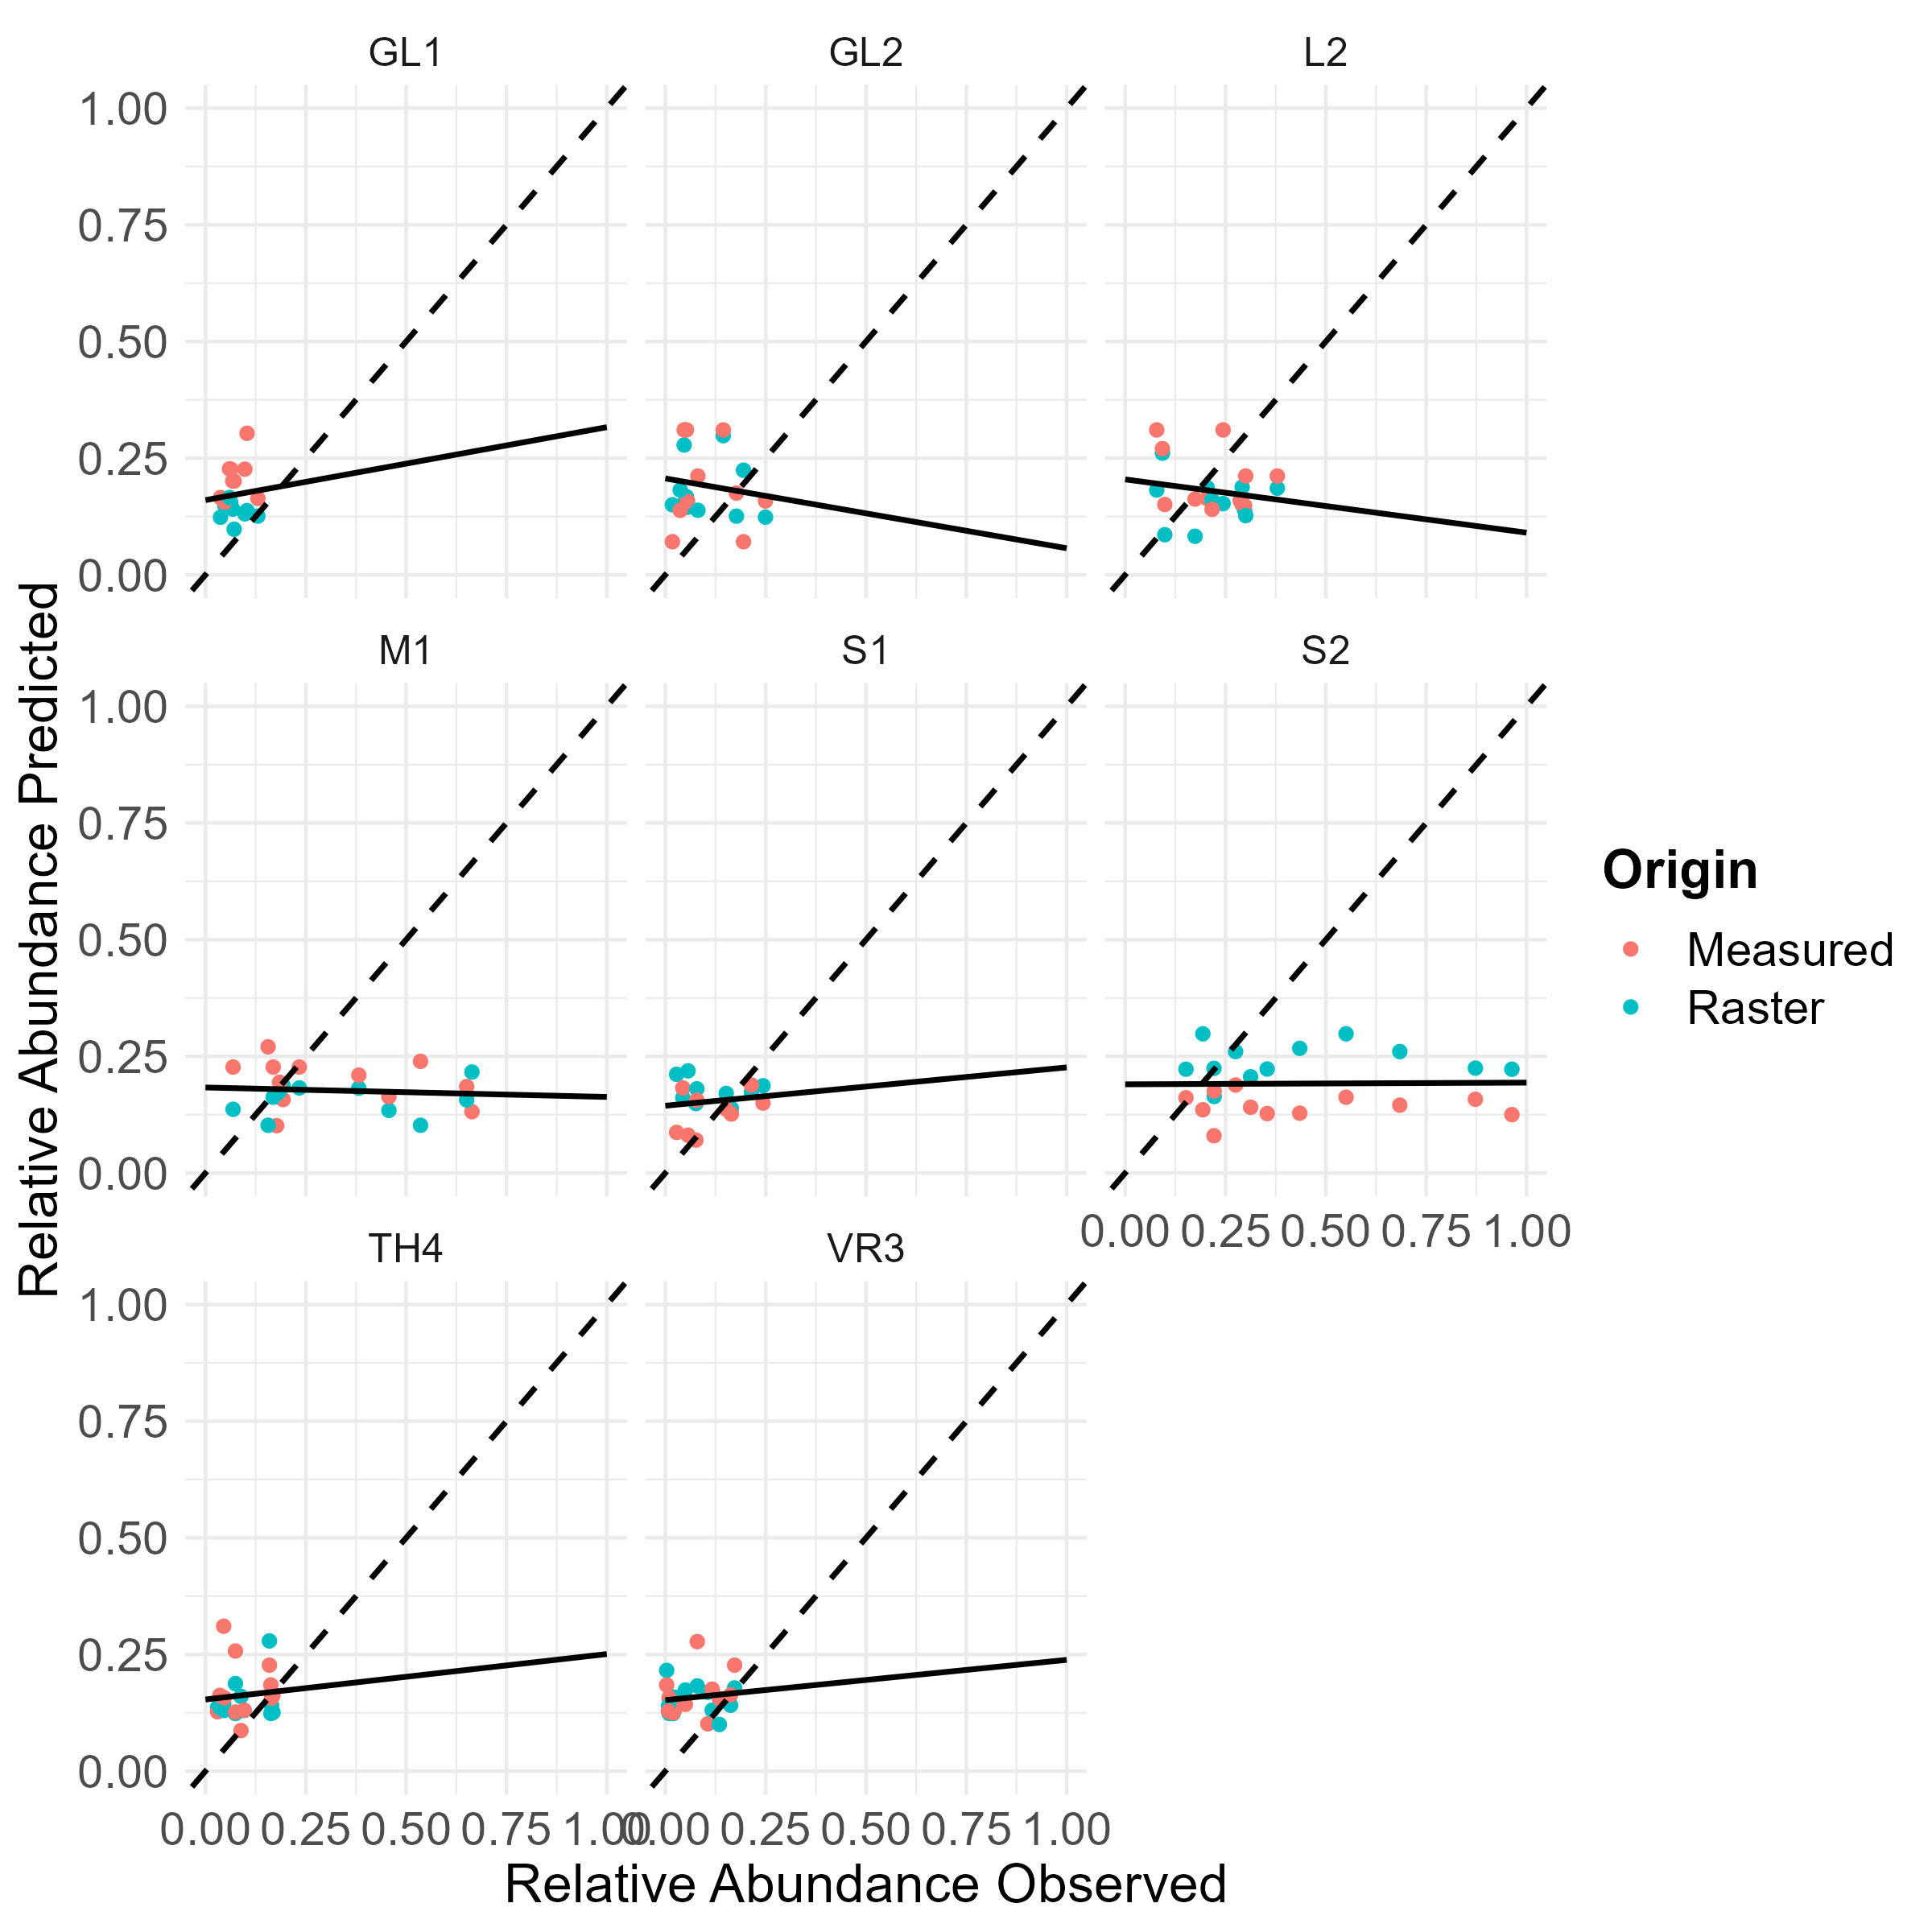 GL1 GL2 L2
1.00
0.75
0.50
0.25
0.00
M1 S1 S2
1.00
0.75
0.50
0.25
0.00
0.00 0.25 0.50 0.75 1.00
TH4 VR3
1.00
0.75
0.50
0.25
0.00
0.00 0.25 0.50 0.75 1.00 0.00 0.25 0.50 0.75 1.00
Relative Abundance Observed
Relative Abundance Predicted
Origin
Measured
Raster